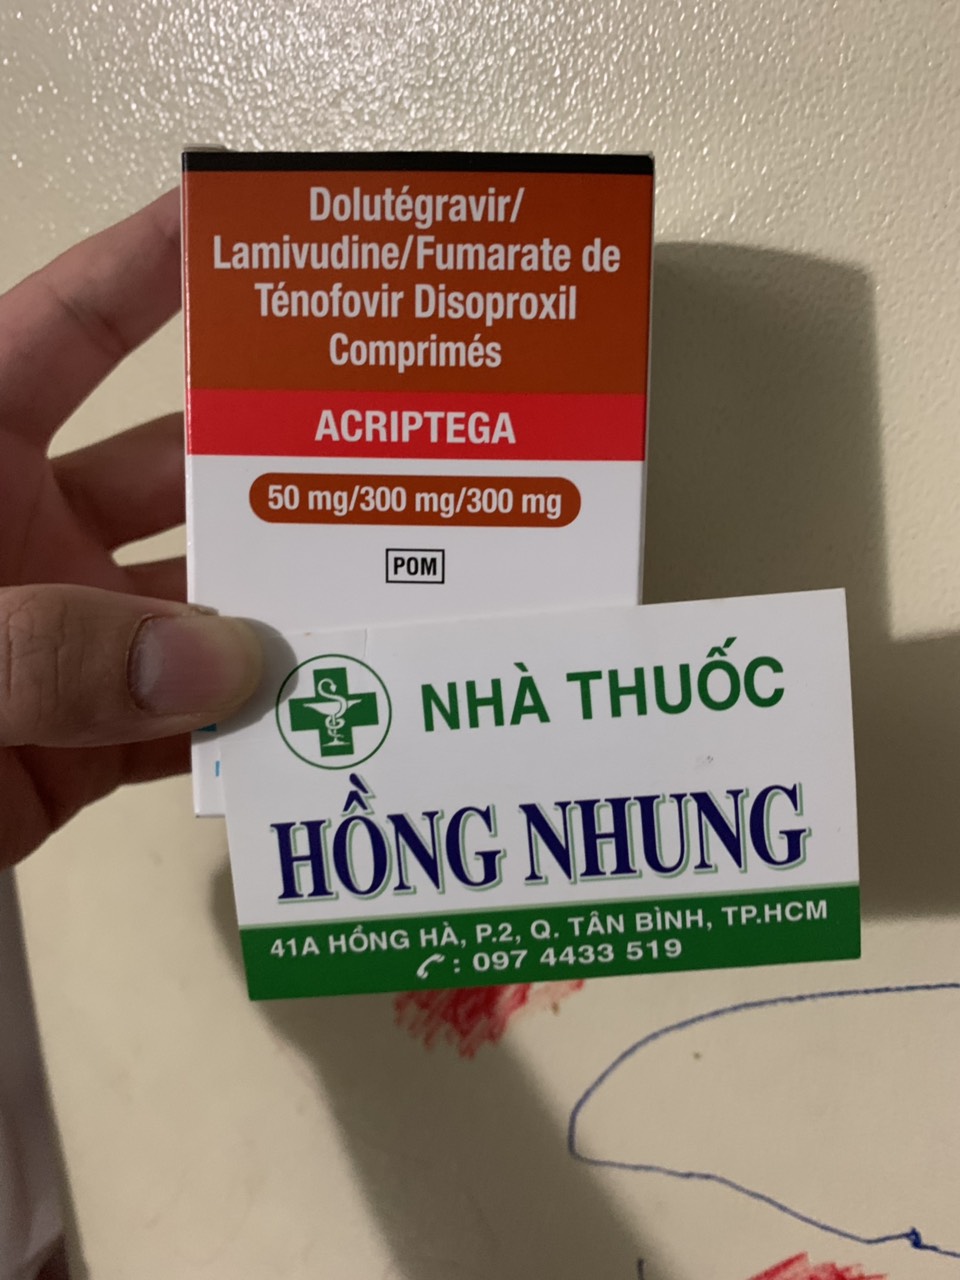 Dolutégravir/
Lamivudine/Fumarate de
Ténofovir Disoproxil
Comprimés
ACRIPTEGA
50 mg/300 mg/300 mg
POM
NHÀ THUỐC
HỒNG NHUNG
41A HỒNG HÀ, P.2, Q. TÂN BÌNH, TP.HCM
: 097 4433 519